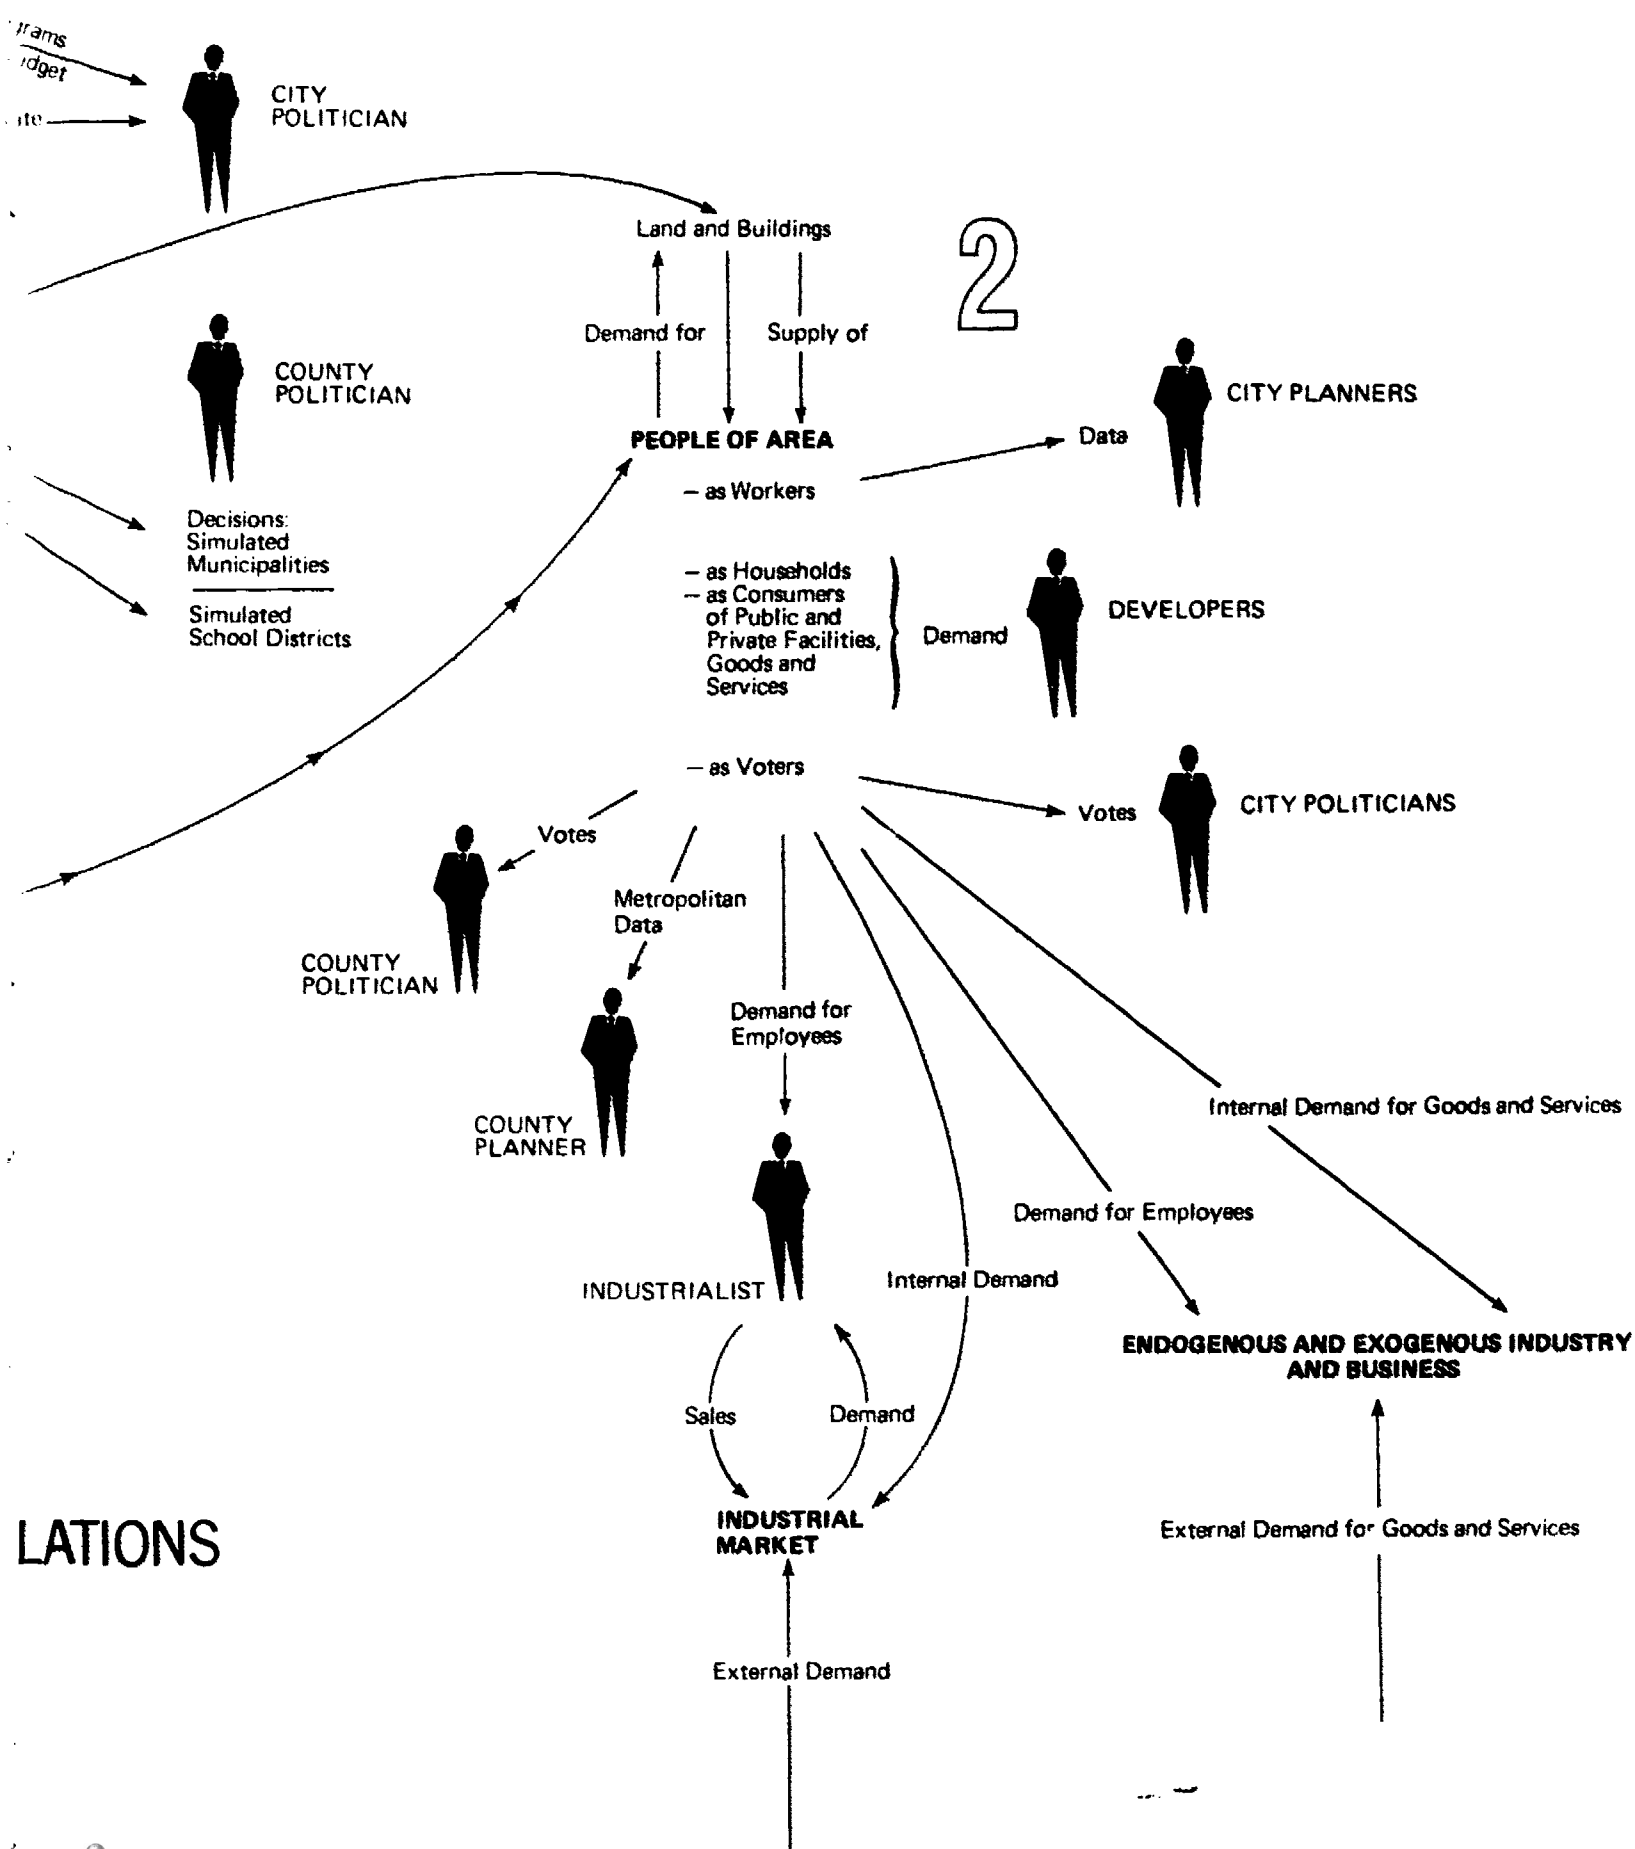 CITY
POLITICIAN
Land and Buildings
2
Demand for
Supply of
COUNTY
POLITICIAN
CITY PLANNERS
PEOPLE OF AREA
Data
– as Workers
Decisions:
Simulated
Municipalities
Simulated
School Districts
– as Households
– as Consumers
of Public and
Private Facilities,
Goods and
Services
Demand
DEVELOPERS
– as Voters
Votes
CITY POLITICIANS
Votes
COUNTY
POLITICIAN
Metropolitan
Data
COUNTY
PLANNER
Demand for
Employees
Internal Demand for Goods and Services
Demand for Employees
INDUSTRIALIST
Internal Demand
ENDOGENOUS AND EXOGENOUS INDUSTRY
AND BUSINESS
Sales
Demand
INDUSTRIAL
MARKET
External Demand for Goods and Services
LATIONS
External Demand